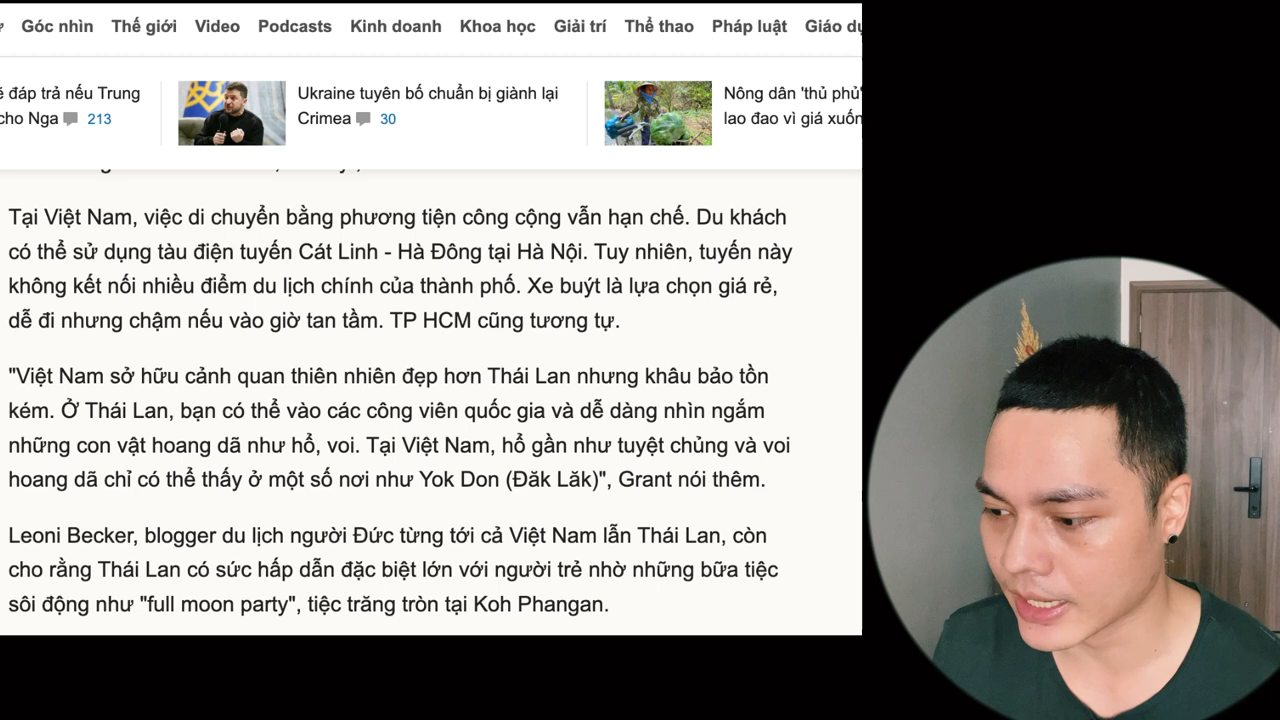 Góc nhìn Thế giới Video Podcasts Kinh doanh Khoa học Giải trí Thể thao Pháp luật Giáo
đáp trả nếu Trung
cho Nga 213
Ukraine tuyên bố chuẩn bị giành lại
Crimea 30
Nông dân 'thủ phủ'
lao đao vì giá xuốn
Tại Việt Nam, việc di chuyển bằng phương tiện công cộng vẫn hạn chế. Du khách
có thể sử dụng tàu điện tuyến Cát Linh - Hà Đông tại Hà Nội. Tuy nhiên, tuyến này
không kết nối nhiều điểm du lịch chính của thành phố. Xe buýt là lựa chọn giá rẻ,
dễ đi nhưng chậm nếu vào giờ tan tầm. TP HCM cũng tương tự.
"Việt Nam sở hữu cảnh quan thiên nhiên đẹp hơn Thái Lan nhưng khâu bảo tồn
kém. Ở Thái Lan, bạn có thể vào các công viên quốc gia và dễ dàng nhìn ngắm
những con vật hoang dã như hổ, voi. Tại Việt Nam, hổ gần như tuyệt chủng và voi
hoang dã chỉ có thể thấy ở một số nơi như Yok Don (Đăk Lăk)", Grant nói thêm.
Leoni Becker, blogger du lịch người Đức từng tới cả Việt Nam lẫn Thái Lan, còn
cho rằng Thái Lan có sức hấp dẫn đặc biệt lớn với người trẻ nhờ những bữa tiệc
sôi động như "full moon party", tiệc trăng tròn tại Koh Phangan.